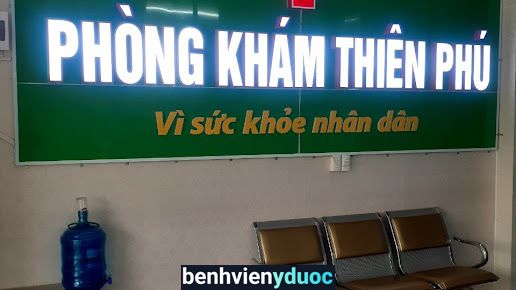 PHÒNG KHÁM THIÊN PHÚ
Vì sức khỏe nhân dân
benhvienyduoc